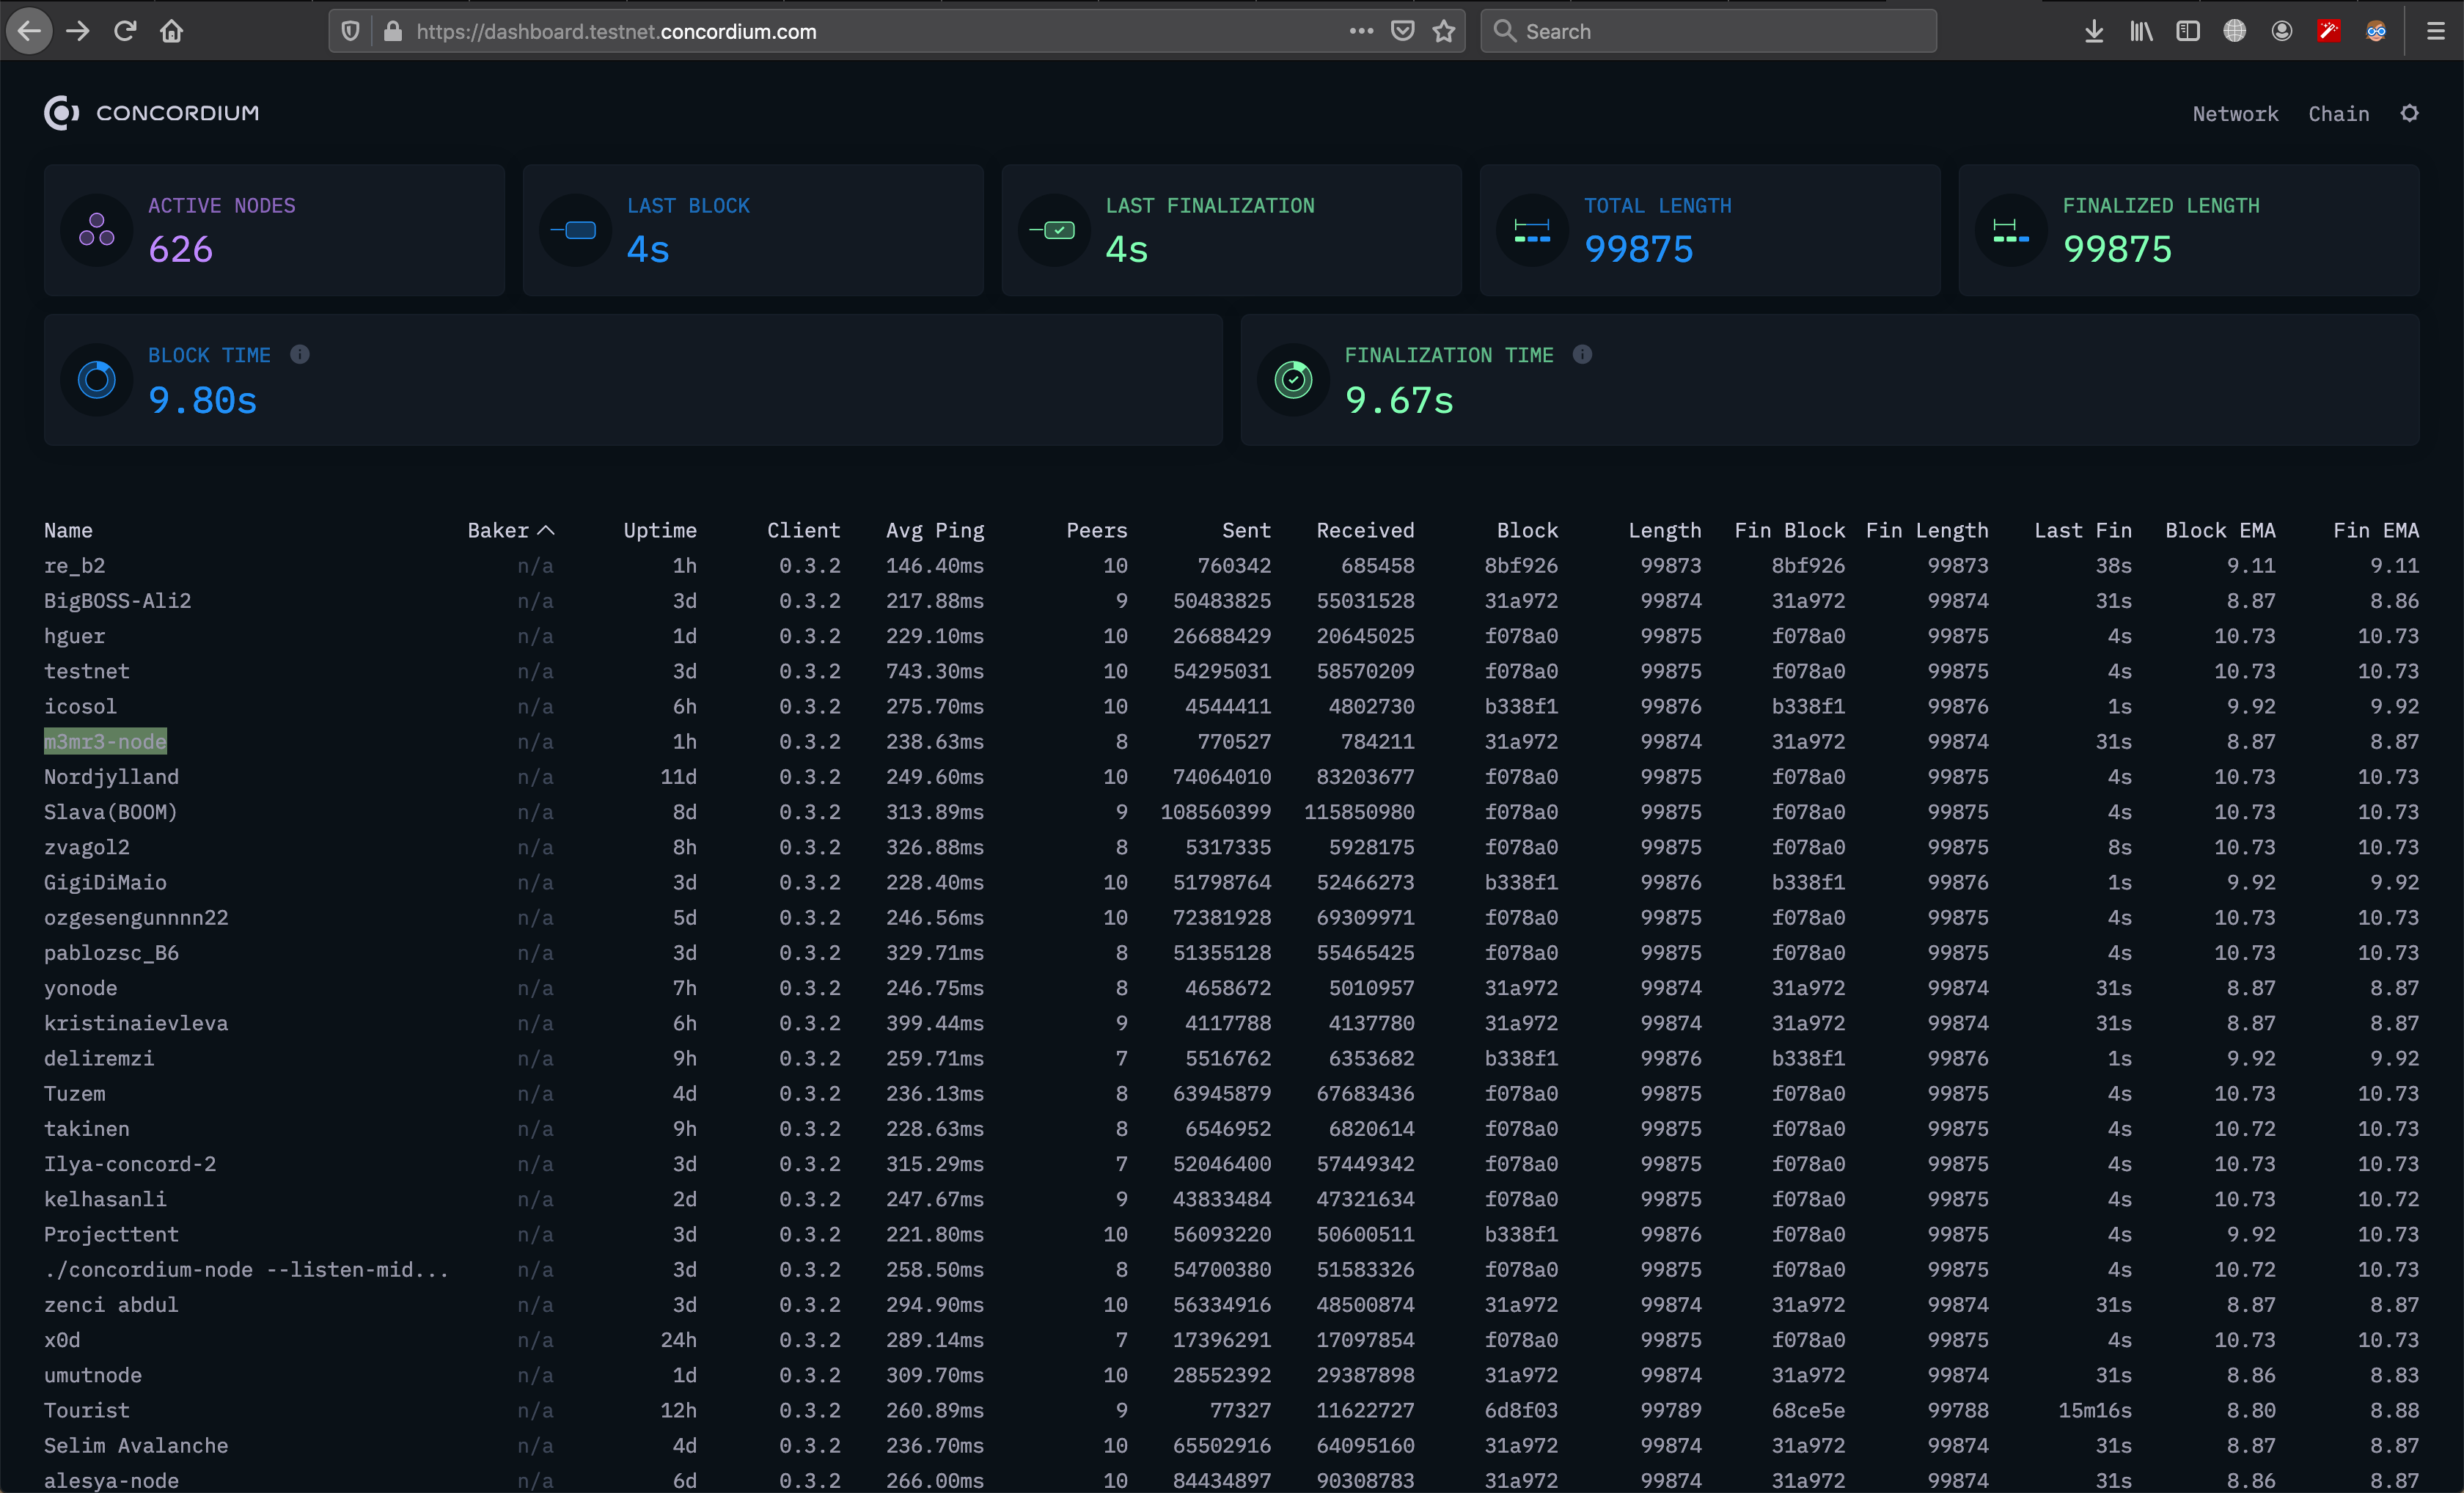 https://dashboard.testnet.concordium.com
Search
CONCORDIUM
Network Chain
ACTIVE NODES
626
LAST BLOCK
4s
LAST FINALIZATION
4s
TOTAL LENGTH
99875
FINALIZED LENGTH
99875
BLOCK TIME
9.80s
FINALIZATION TIME
9.67s
Name Baker Uptime Client Avg Ping Peers Sent Received Block Length Fin Block Fin Length Last Fin Block EMA Fin EMA
re_b2 n/a 1h 0.3.2 146.40ms 10 760342 685458 8bf926 99873 8bf926 99873 38s 9.11 9.11
BigBOSS-Ali2 n/a 3d 0.3.2 217.88ms 9 50483825 55031528 31a972 99874 31a972 99874 31s 8.87 8.86
hguer n/a 1d 0.3.2 229.10ms 10 26688429 20645025 f078a0 99875 f078a0 99875 4s 10.73 10.73
testnet n/a 3d 0.3.2 743.30ms 10 54295031 58570209 f078a0 99875 f078a0 99875 4s 10.73 10.73
icosol n/a 6h 0.3.2 275.70ms 10 4544411 4802730 b338f1 99876 b338f1 99876 1s 9.92 9.92
m3mr3-node n/a 1h 0.3.2 238.63ms 8 770527 784211 31a972 99874 31a972 99874 31s 8.87 8.87
Nordjylland n/a 11d 0.3.2 249.60ms 10 74064010 83203677 f078a0 99875 f078a0 99875 4s 10.73 10.73
Slava(BOOM) n/a 8d 0.3.2 313.89ms 9 108560399 115850980 f078a0 99875 f078a0 99875 4s 10.73 10.73
zvagol2 n/a 8h 0.3.2 326.88ms 8 5317335 5928175 f078a0 99875 f078a0 99875 8s 10.73 10.73
GigiDiMaio n/a 3d 0.3.2 228.40ms 10 51798764 52466273 b338f1 99876 b338f1 99876 1s 9.92 9.92
ozgesengunnnn22 n/a 5d 0.3.2 246.56ms 10 72381928 69309971 f078a0 99875 f078a0 99875 4s 10.73 10.73
pablozsc_B6 n/a 3d 0.3.2 329.71ms 8 51355128 55465425 f078a0 99875 f078a0 99875 4s 10.73 10.73
yonode n/a 7h 0.3.2 246.75ms 8 4658672 5010957 31a972 99874 31a972 99874 31s 8.87 8.87
kristinaievleva n/a 6h 0.3.2 399.44ms 9 4117788 4137780 31a972 99874 31a972 99874 31s 8.87 8.87
deliremzi n/a 9h 0.3.2 259.71ms 7 5516762 6353682 b338f1 99876 b338f1 99876 1s 9.92 9.92
Tuzem n/a 4d 0.3.2 236.13ms 8 63945879 67683436 f078a0 99875 f078a0 99875 4s 10.73 10.73
takinen n/a 9h 0.3.2 228.63ms 8 6546952 6820614 f078a0 99875 f078a0 99875 4s 10.72 10.73
Ilya-concord-2 n/a 3d 0.3.2 315.29ms 7 52046400 57449342 f078a0 99875 f078a0 99875 4s 10.73 10.73
kelhasanli n/a 2d 0.3.2 247.67ms 9 43833484 47321634 f078a0 99875 f078a0 99875 4s 10.73 10.72
Projecttent n/a 3d 0.3.2 221.80ms 10 56093220 50600511 b338f1 99876 f078a0 99875 4s 9.92 10.73
./concordium-node --listen-mid... n/a 3d 0.3.2 258.50ms 8 54700380 51583326 f078a0 99875 f078a0 99875 4s 10.72 10.73
zenci abdul n/a 3d 0.3.2 294.90ms 10 56334916 48500874 31a972 99874 31a972 99874 31s 8.87 8.87
x0d n/a 24h 0.3.2 289.14ms 7 17396291 17097854 f078a0 99875 f078a0 99875 4s 10.73 10.73
umutnode n/a 1d 0.3.2 309.70ms 10 28552392 29387898 31a972 99874 31a972 99874 31s 8.86 8.83
Tourist n/a 12h 0.3.2 260.89ms 9 77327 11622727 6d8f03 99789 68ce5e 99788 15m16s 8.80 8.88
Selim Avalanche n/a 4d 0.3.2 236.70ms 10 65502916 64095160 31a972 99874 31a972 99874 31s 8.87 8.87
alesya-node n/a 6d 0.3.2 266.00ms 10 84434897 90308783 31a972 99874 31a972 99874 31s 8.86 8.87